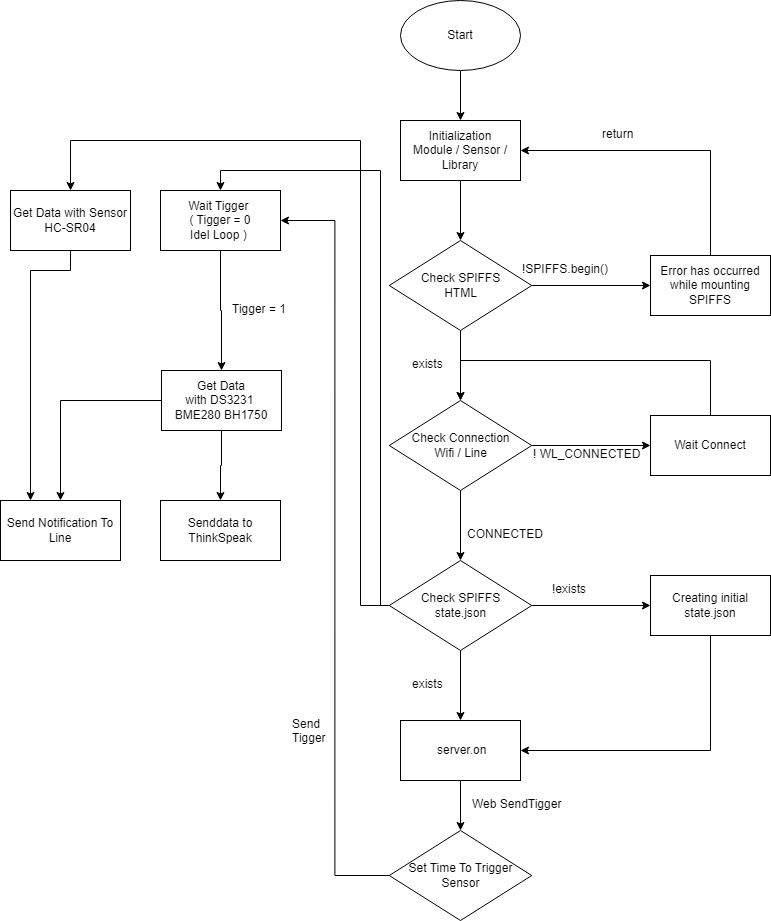 Start
Initialization
Module / Sensor /
Library
return
Get Data with Sensor
HC-SR04
Wait Tigger
( Tigger = 0
Idel Loop )
Check SPIFFS
HTML
!SPIFFS.begin()
Error has occurred
while mounting
SPIFFS
Tigger = 1
exists
Get Data
with DS3231
BME280 BH1750
Check Connection
Wifi / Line
! WL_CONNECTED
Wait Connect
Send Notification To
Line
Senddata to
ThinkSpeak
CONNECTED
Check SPIFFS
state.json
!exists
Creating initial
state.json
exists
Send
Tigger
server.on
Web SendTigger
Set Time To Trigger
Sensor